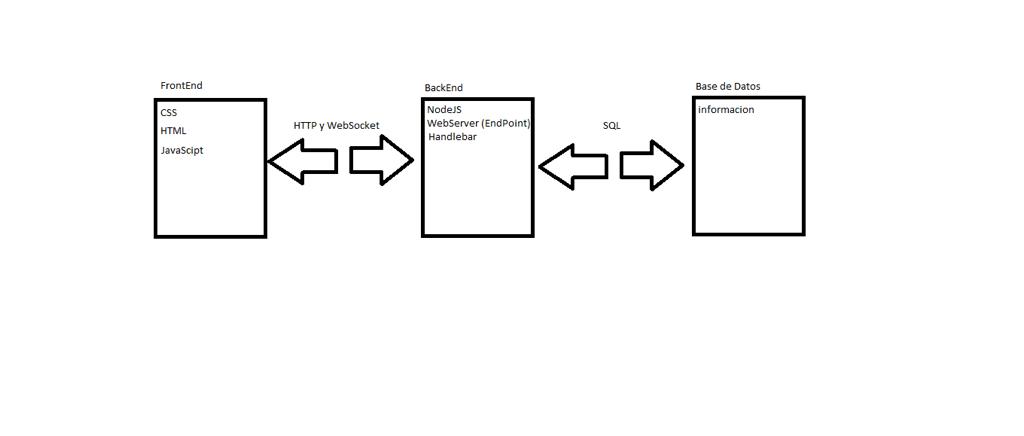 FrontEnd
CSS
HTML
JavaScipt
HTTP y WebSocket
BackEnd
NodeJS
WebServer (EndPoint)
Handlebar
SQL
Base de Datos
informacion